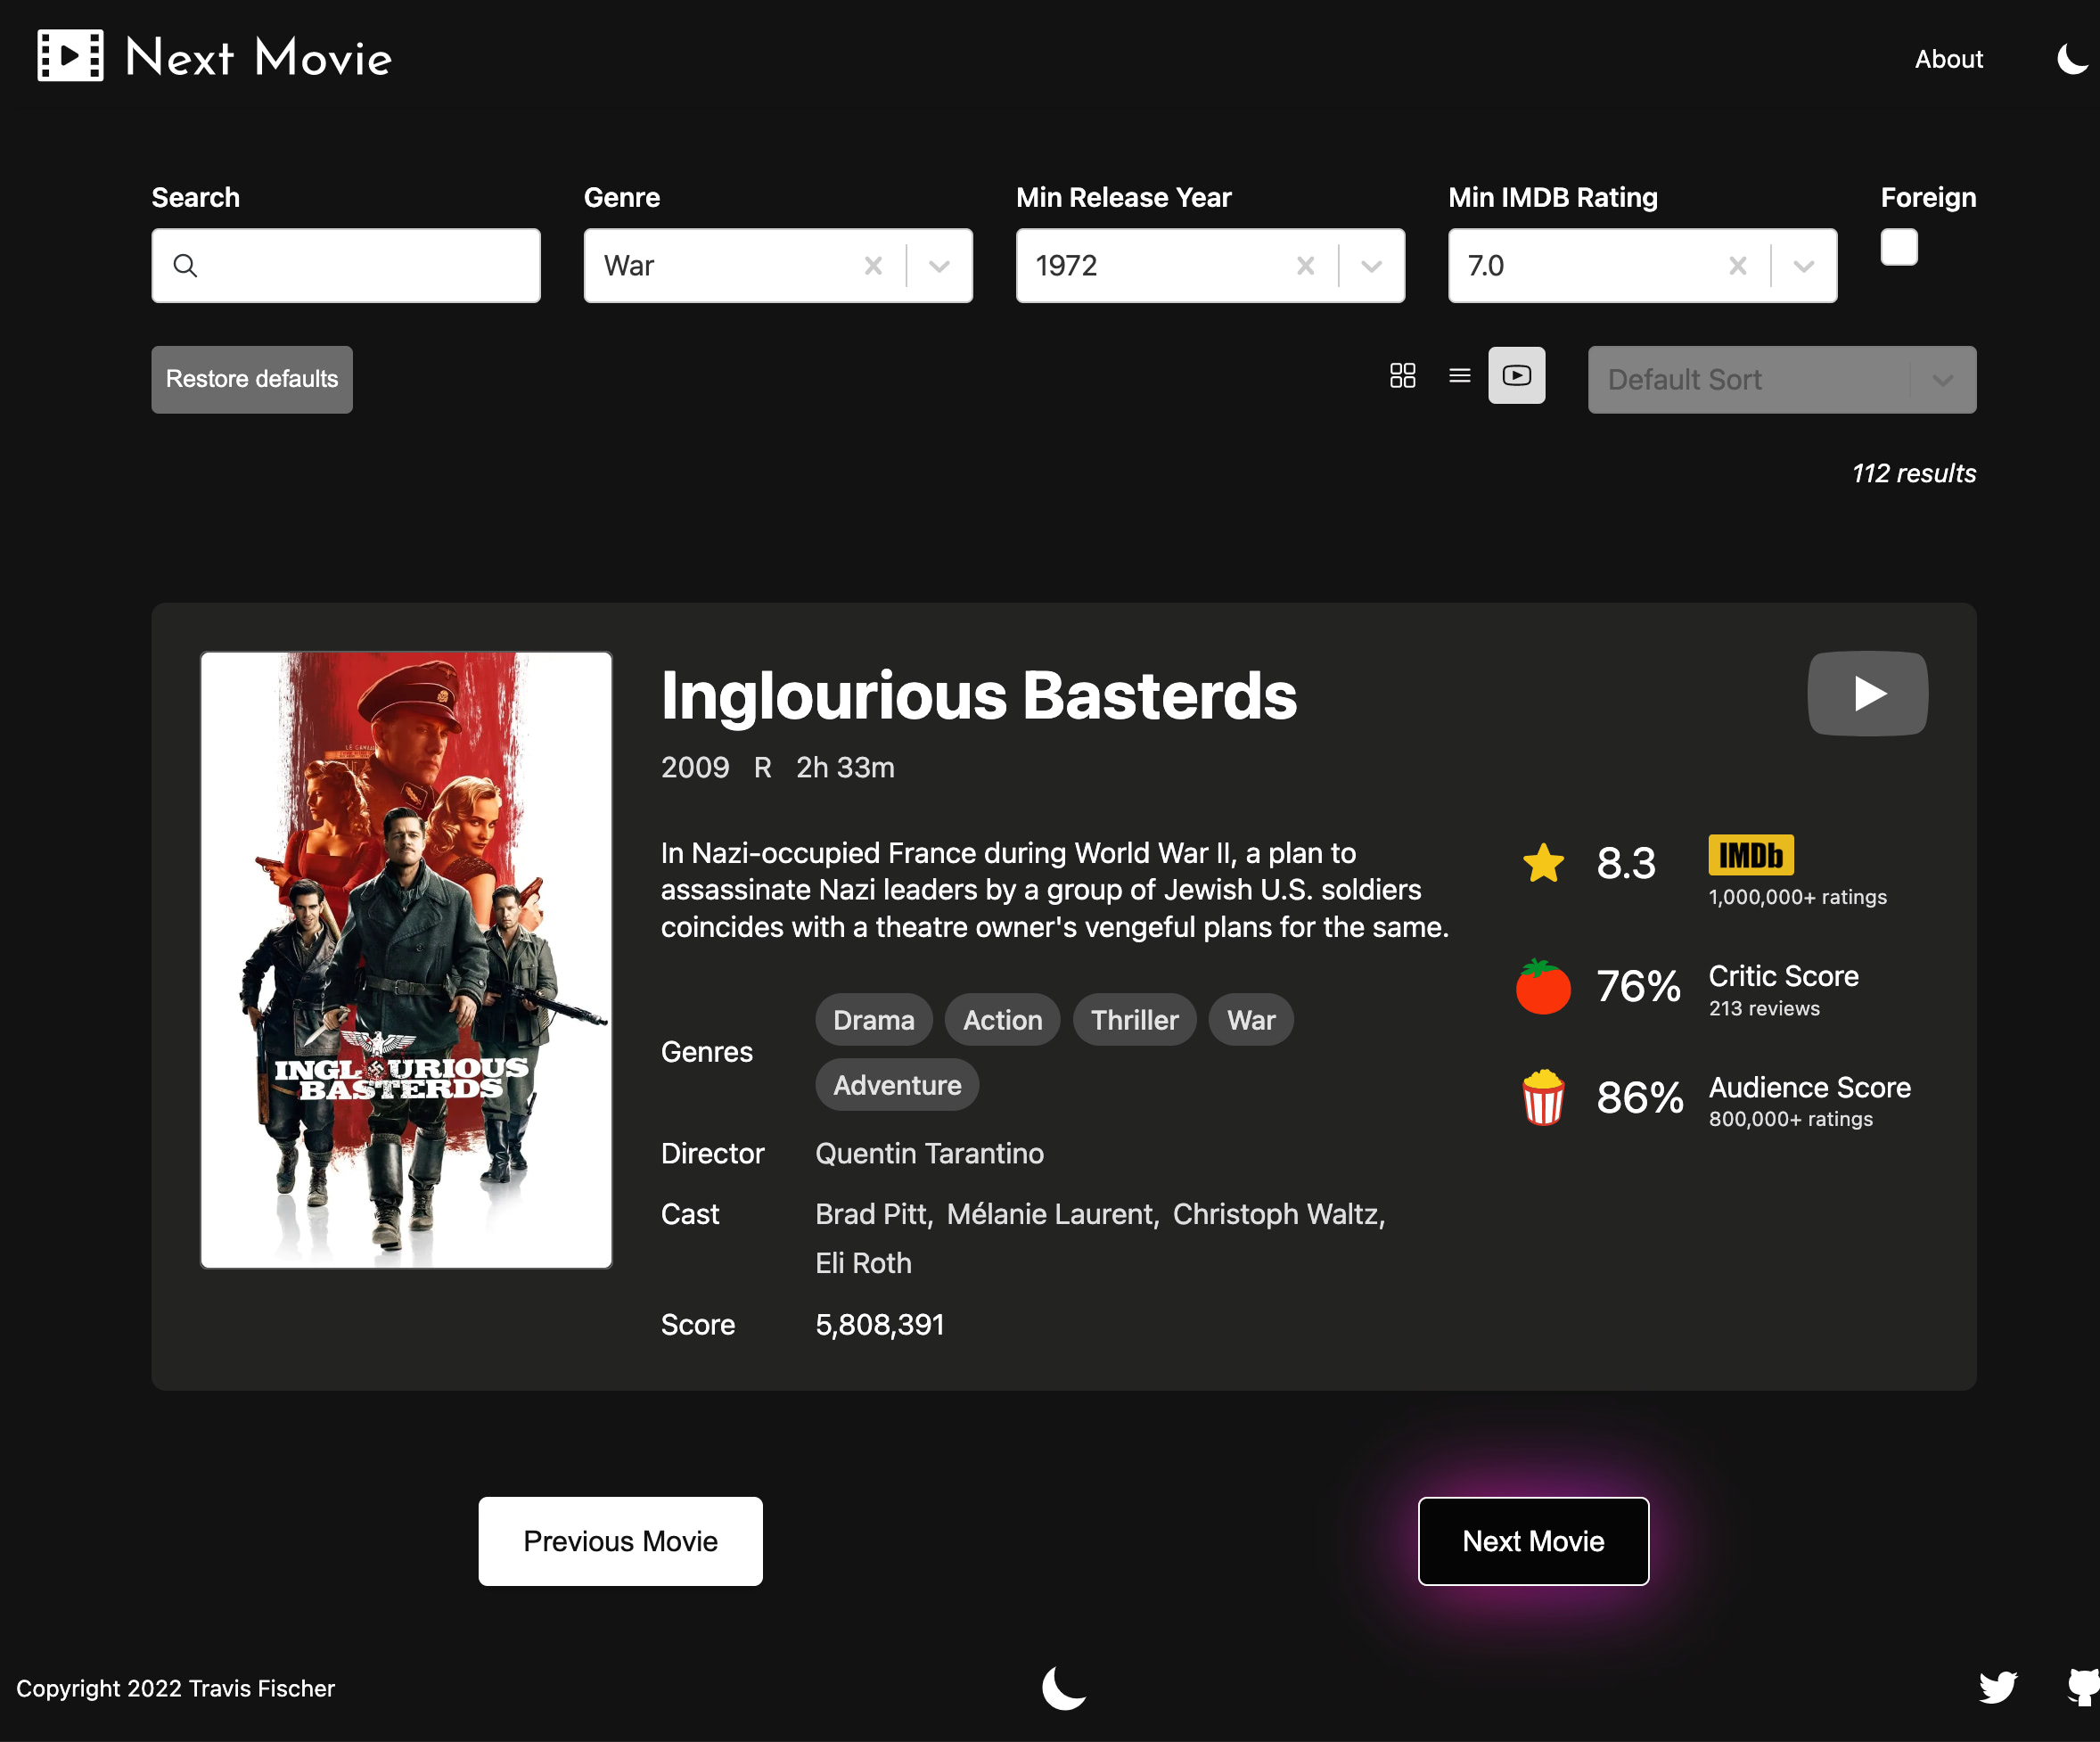 Next Movie
About
Search
Genre
Min Release Year
Min IMDB Rating
Foreign
War
1972
7.0
Restore defaults
Default Sort
112 results
Inglourious Basterds
2009 R 2h 33m
In Nazi-occupied France during World War II, a plan to
assassinate Nazi leaders by a group of Jewish U.S. soldiers
coincides with a theatre owner's vengeful plans for the same.
8.3
IMDb
1,000,000+ ratings
76%
Critic Score
213 reviews
86%
Audience Score
800,000+ ratings
Genres
Drama
Action
Thriller
War
Adventure
Director
Quentin Tarantino
Cast
Brad Pitt, Mélanie Laurent, Christoph Waltz,
Eli Roth
Score
5,808,391
INGL URIOUS
BASTERDS
Previous Movie
Next Movie
Copyright 2022 Travis Fischer